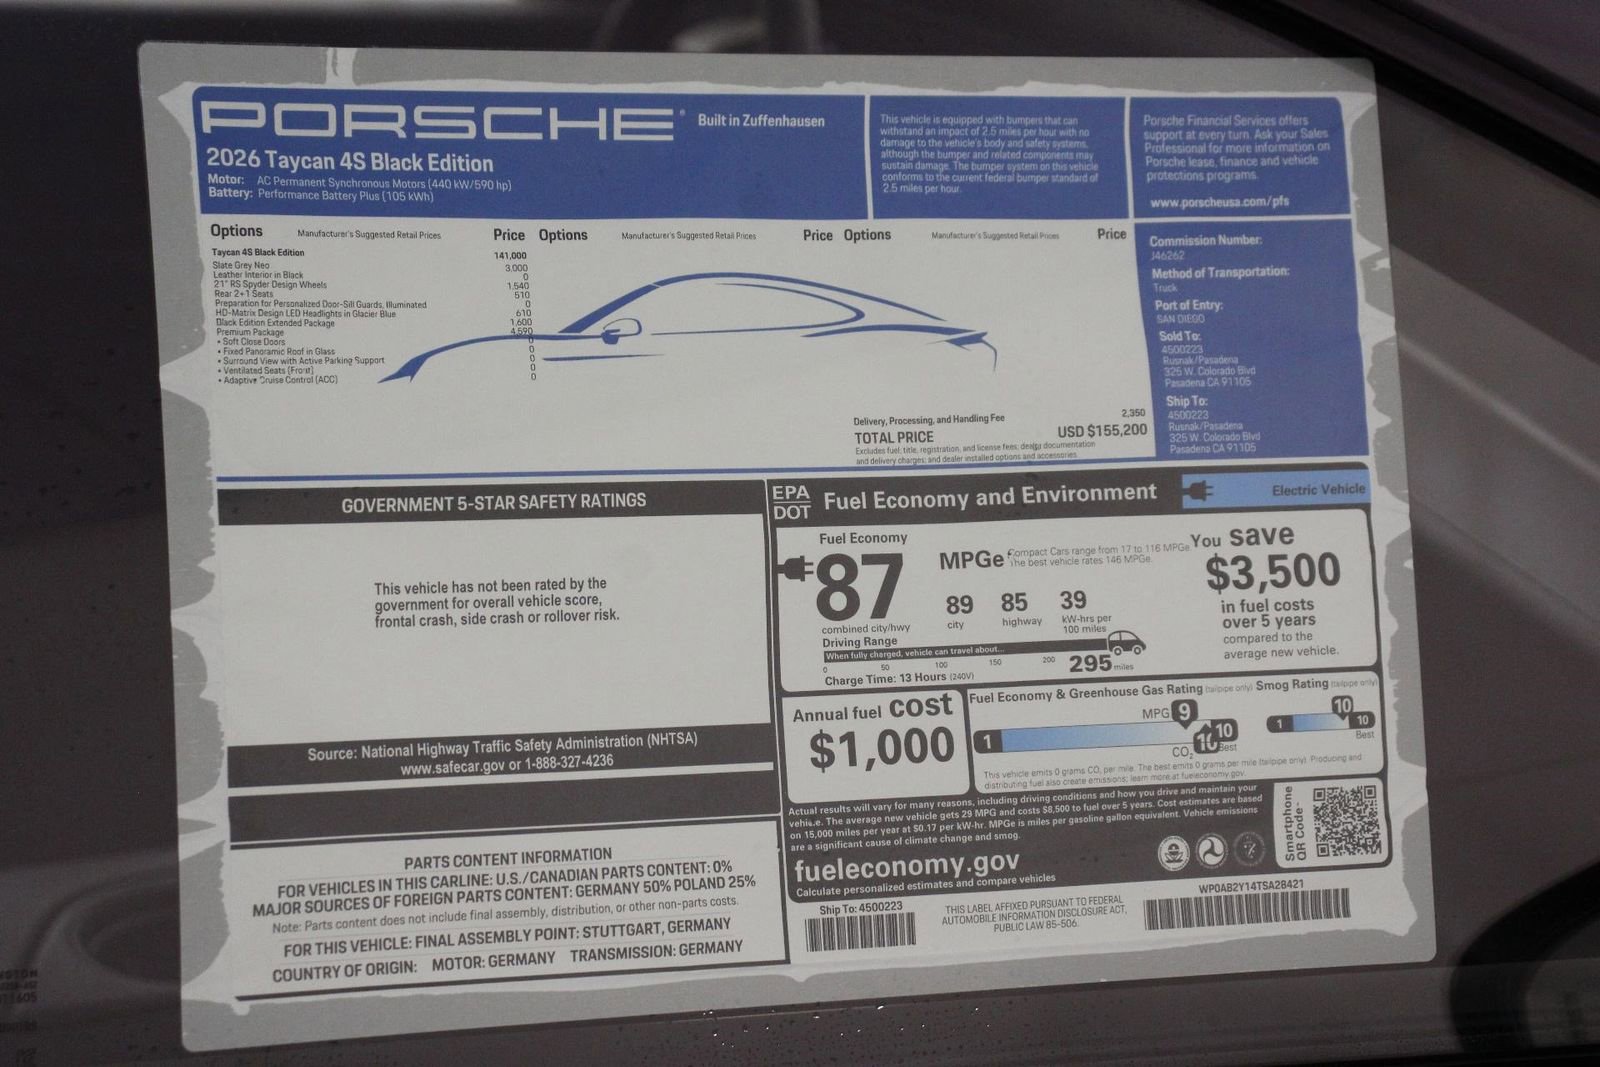 PORSCHE®
Built in Zuffenhausen
2026 Taycan 4S Black Edition
Motor: AC Permanent Synchronous Motors (440 kW/590 hp)
Battery: Performance Battery Plus (105 kWh)
This vehicle is equipped with bumpers that can
withstand an impact of 2.5 miles per hour with no
damage to the vehicle's body and safety systems,
although the bumper and related components may
sustain damage. The bumper system on this vehicle
conforms to the current federal bumper standard of
2.5 miles per hour.
Porsche Financial Services offers
support at every turn. Ask your Sales
Professional for more information on
Porsche lease, finance and vehicle
protections programs.
www.porscheusa.com/pfs
Options Manufacturer's Suggested Retail Prices Price Options Manufacturer's Suggested Retail Prices Price Options Manufacturer's Suggested Retail Prices Price
Taycan 4S Black Edition 141,000
Slate Grey Neo 3,000
Leather Interior in Black 0
21" RS Spyder Design Wheels 1,540
Rear 2+1 Seats 510
Preparation for Personalized Door-Sill Guards, Illuminated 0
HD-Matrix Design LED Headlights in Glacier Blue 610
Black Edition Extended Package 1,600
Premium Package 4,590
• Soft Close Doors 0
• Fixed Panoramic Roof in Glass 0
• Surround View with Active Parking Support 0
• Ventilated Seats (Front) 0
• Adaptive Cruise Control (ACC) 0
Delivery, Processing, and Handling Fee 2,350
TOTAL PRICE USD $155,200
Excludes fuel; title, registration, and license fees; dealer documentation
and delivery charges; and dealer installed options and accessories
Commission Number:
J46262
Method of Transportation:
Truck
Port of Entry:
SAN DIEGO
Sold To:
4500223
Rusnak/Pasadena
325 W. Colorado Blvd
Pasadena CA 91105
Ship To:
4500223
Rusnak/Pasadena
325 W. Colorado Blvd
Pasadena CA 91105
GOVERNMENT 5-STAR SAFETY RATINGS
This vehicle has not been rated by the
government for overall vehicle score,
frontal crash, side crash or rollover risk.
Source: National Highway Traffic Safety Administration (NHTSA)
www.safecar.gov or 1-888-327-4236
PARTS CONTENT INFORMATION
FOR VEHICLES IN THIS CARLINE: U.S./CANADIAN PARTS CONTENT: 0%
MAJOR SOURCES OF FOREIGN PARTS CONTENT: GERMANY 50% POLAND 25%
Note: Parts content does not include final assembly, distribution, or other non-parts costs.
FOR THIS VEHICLE: FINAL ASSEMBLY POINT: STUTTGART, GERMANY
COUNTRY OF ORIGIN: MOTOR: GERMANY TRANSMISSION: GERMANY
EPA
DOT
Fuel Economy and Environment
Electric Vehicle
Fuel Economy
87
MPGe
Compact Cars range from 17 to 116 MPGe.
The best vehicle rates 146 MPGe.
combined city/hwy
89 city
85 highway
39 kW-hrs per
100 miles
Driving Range
When fully charged, vehicle can travel about...
0 50 100 150 200 295 miles
Charge Time: 13 Hours (240V)
You save
$3,500
in fuel costs
over 5 years
compared to the
average new vehicle.
Annual fuel cost
$1,000
Fuel Economy & Greenhouse Gas Rating (tailpipe only)
MPG 9
1 10 Best
CO2 10
Smog Rating (tailpipe only)
10
1 10
Best
This vehicle emits 0 grams CO2 per mile. The best emits 0 grams per mile (tailpipe only). Producing and
distributing fuel also create emissions; learn more at fueleconomy.gov.
Actual results will vary for many reasons, including driving conditions and how you drive and maintain your
vehicle. The average new vehicle gets 29 MPG and costs $8,500 to fuel over 5 years. Cost estimates are based
on 15,000 miles per year at $0.17 per kW-hr. MPGe is miles per gasoline gallon equivalent. Vehicle emissions
are a significant cause of climate change and smog.
fueleconomy.gov
Calculate personalized estimates and compare vehicles
Smartphone
QR Code™
Ship To: 4500223
THIS LABEL AFFIXED PURSUANT TO FEDERAL
AUTOMOBILE INFORMATION DISCLOSURE ACT,
PUBLIC LAW 85-506.
WP0AB2Y14TSA28421